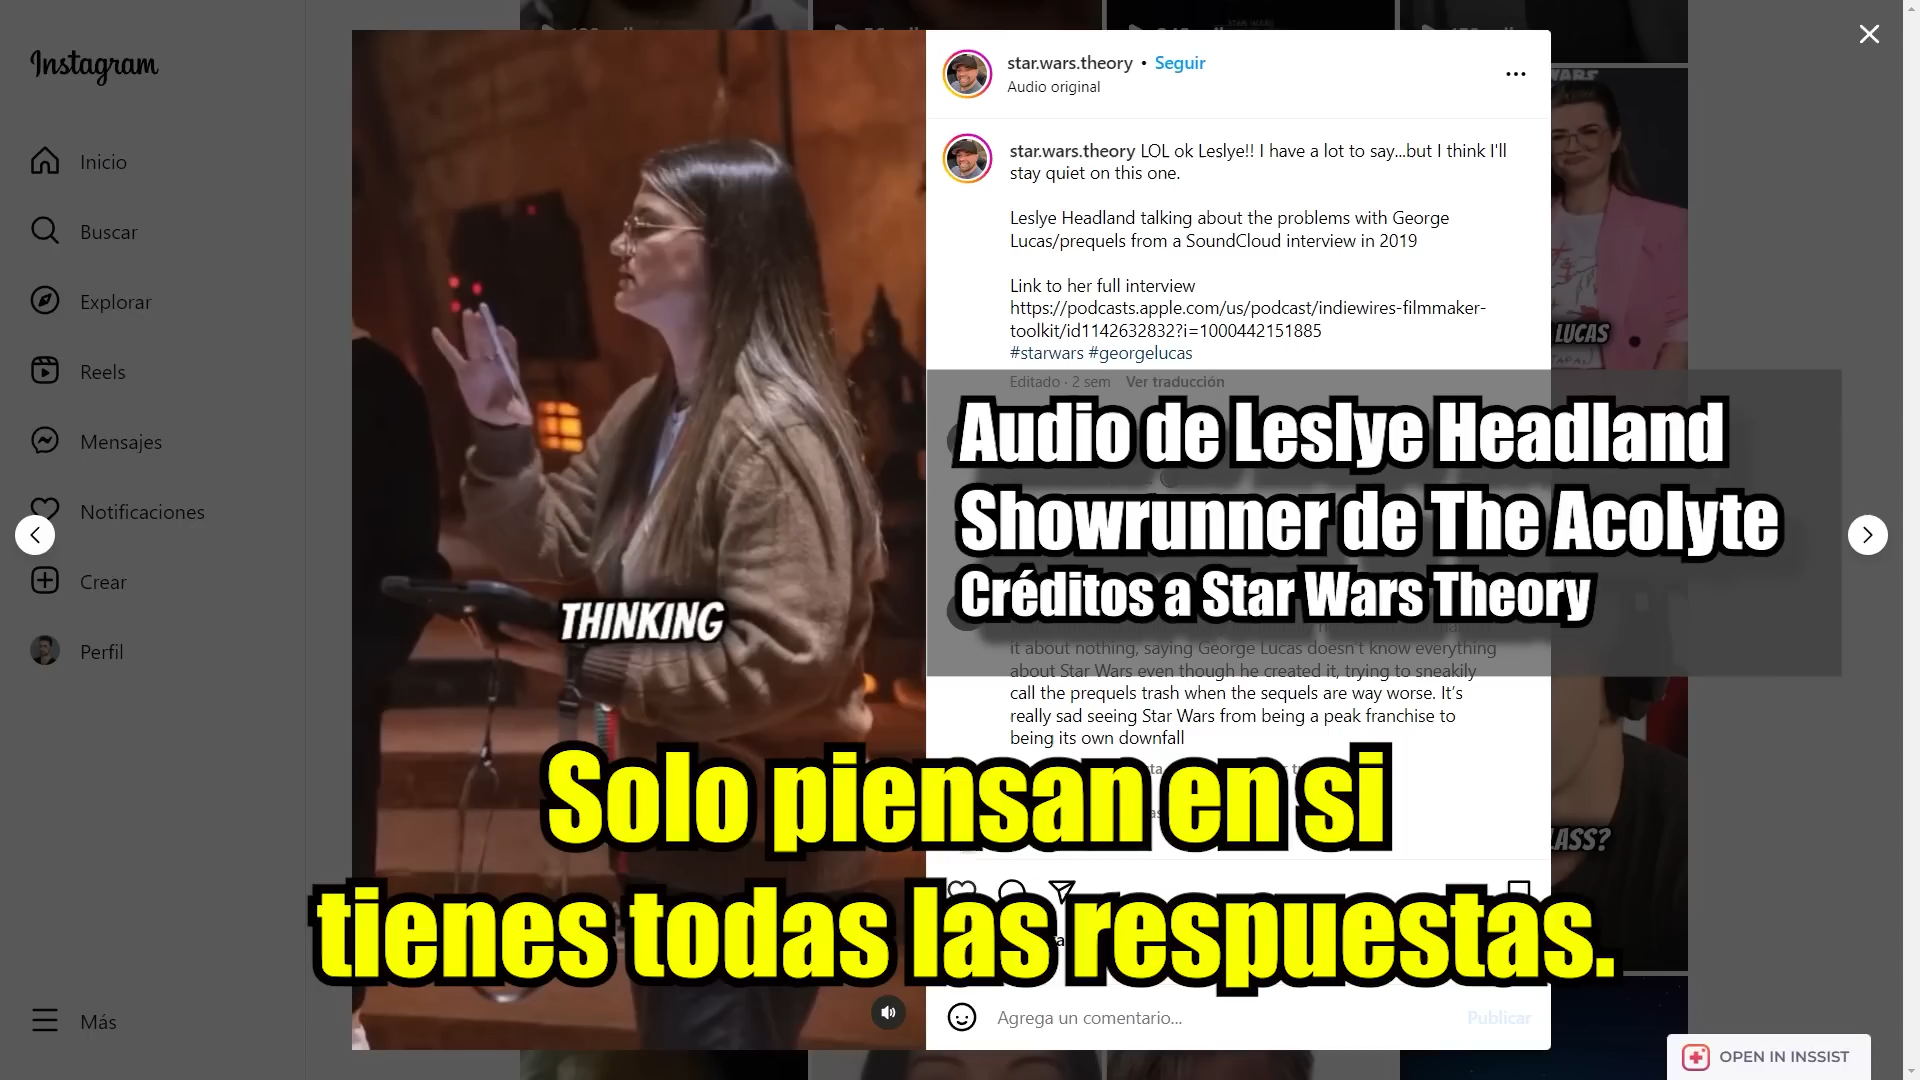 Instagram
Inicio
Buscar
Explorar
Reels
Mensajes
Notificaciones
Crear
Perfil
Más
THINKING
star.wars.theory • Seguir
Audio original
star.wars.theory LOL ok Leslye!! I have a lot to say...but I think I'll
stay quiet on this one.
Leslye Headland talking about the problems with George
Lucas/prequels from a SoundCloud interview in 2019
Link to her full interview
https://podcasts.apple.com/us/podcast/indiewires-filmmaker-
toolkit/id1142632832?i=1000442151885
#starwars #georgelucas
Editado · 2 sem Ver traducción
Audio de Leslye Headland
Showrunner de The Acolyte
Créditos a Star Wars Theory
it about nothing, saying George Lucas doesn't know everything
about Star Wars even though he created it, trying to sneakily
call the prequels trash when the sequels are way worse. It's
really sad seeing Star Wars from being a peak franchise to
being its own downfall
Solo piensan en si
tienes todas las respuestas.
Agrega un comentario... Publicar
WARS
LUCAS
OPEN IN INSSIST